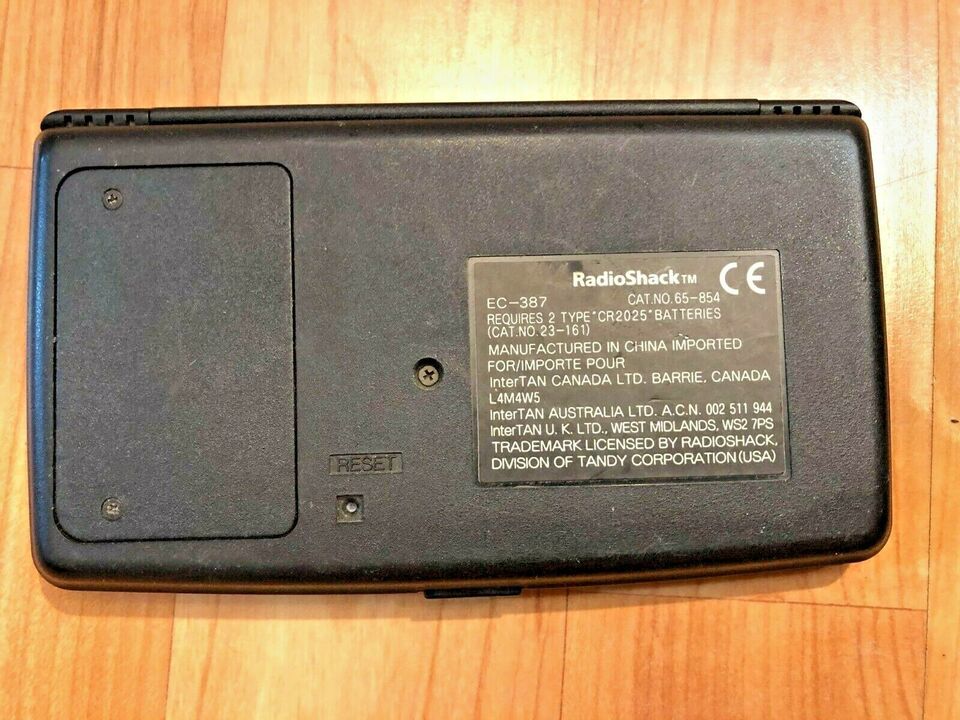 RadioShack™ CE
EC-387 CAT.NO. 65-854
REQUIRES 2 TYPE "CR2025" BATTERIES
(CAT.NO. 23-161)
MANUFACTURED IN CHINA IMPORTED
FOR/IMPORTE POUR
InterTAN CANADA LTD. BARRIE, CANADA
L4M4W5
InterTAN AUSTRALIA LTD. A.C.N. 002 511 944
InterTAN U.K. LTD., WEST MIDLANDS, WS2 7PS
TRADEMARK LICENSED BY RADIOSHACK,
DIVISION OF TANDY CORPORATION (USA)
RESET